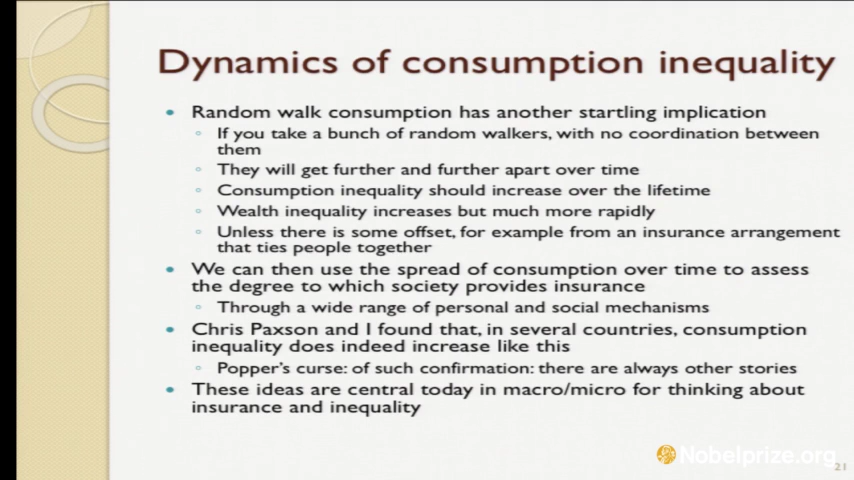 Dynamics of consumption inequality
• Random walk consumption has another startling implication
◦ If you take a bunch of random walkers, with no coordination between
them
◦ They will get further and further apart over time
◦ Consumption inequality should increase over the lifetime
◦ Wealth inequality increases but much more rapidly
◦ Unless there is some offset, for example from an insurance arrangement
that ties people together
• We can then use the spread of consumption over time to assess
the degree to which society provides insurance
◦ Through a wide range of personal and social mechanisms
• Chris Paxson and I found that, in several countries, consumption
inequality does indeed increase like this
◦ Popper's curse: of such confirmation: there are always other stories
• These ideas are central today in macro/micro for thinking about
insurance and inequality
Nobelprize.org
21